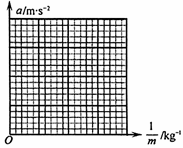 a/m·s⁻²
O
1/m /kg⁻¹